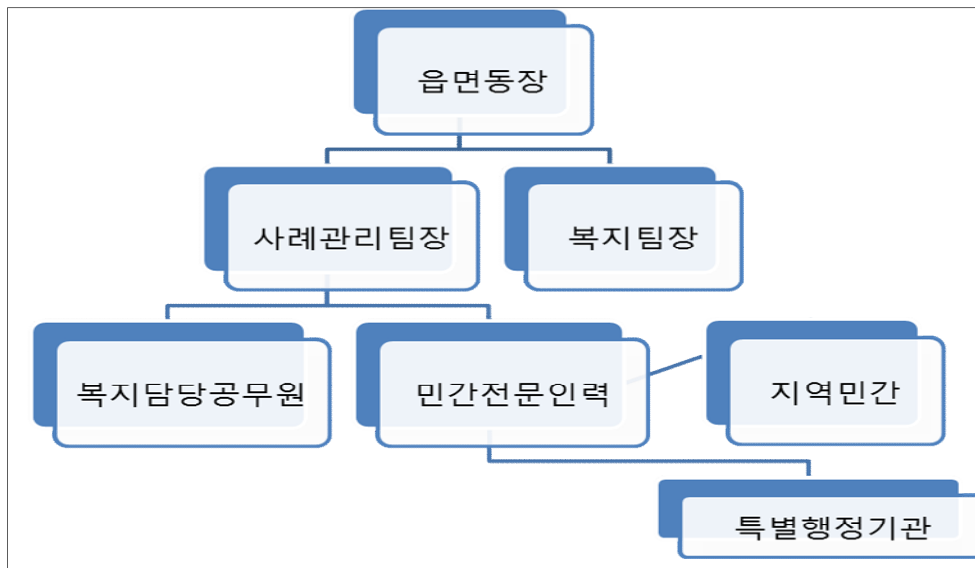 읍면동장
사례관리팀장
복지팀장
복지담당공무원
민간전문인력
지역민간
특별행정기관